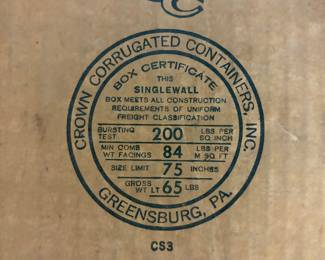 CROWN CORRUGATED CONTAINERS, INC.
BOX CERTIFICATE
THIS
SINGLEWALL
BOX MEETS ALL CONSTRUCTION
REQUIREMENTS OF UNIFORM
FREIGHT CLASSIFICATION
BURSTING TEST 200 LBS PER SQ INCH
MIN COMB WT FACINGS 84 LBS PER M SQ FT
SIZE LIMIT 75 INCHES
GROSS WT LT 65 LBS
GREENSBURG, PA.
CS3